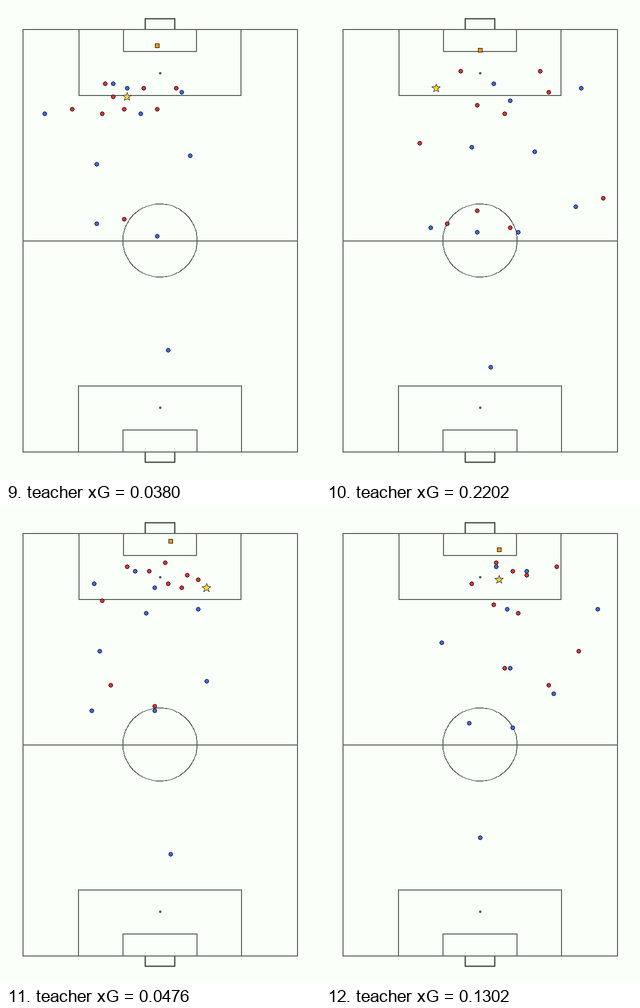 9. teacher xG = 0.0380
10. teacher xG = 0.2202
11. teacher xG = 0.0476
12. teacher xG = 0.1302